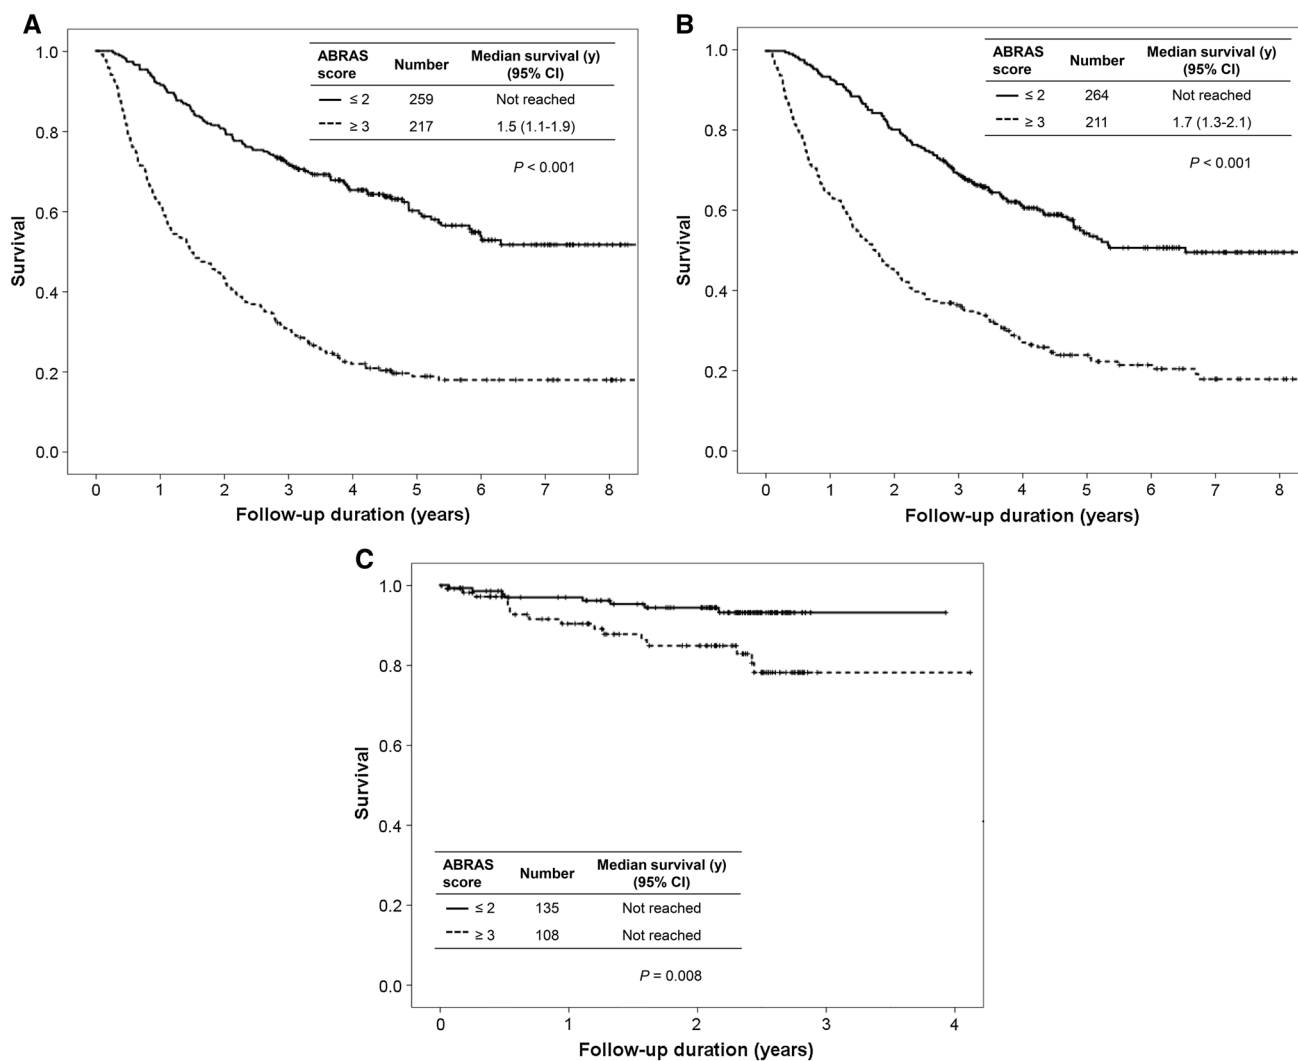 A
ABRAS score Number Median survival (y) (95% CI)
≤ 2 259 Not reached
≥ 3 217 1.5 (1.1-1.9)
P < 0.001
Survival
1.0
0.8
0.6
0.4
0.2
0.0
0 1 2 3 4 5 6 7 8
Follow-up duration (years)
B
ABRAS score Number Median survival (y) (95% CI)
≤ 2 264 Not reached
≥ 3 211 1.7 (1.3-2.1)
P < 0.001
Survival
1.0
0.8
0.6
0.4
0.2
0.0
0 1 2 3 4 5 6 7 8
Follow-up duration (years)
C
Survival
1.0
0.8
0.6
0.4
0.2
0.0
ABRAS score Number Median survival (y) (95% CI)
≤ 2 135 Not reached
≥ 3 108 Not reached
P = 0.008
0 1 2 3 4
Follow-up duration (years)